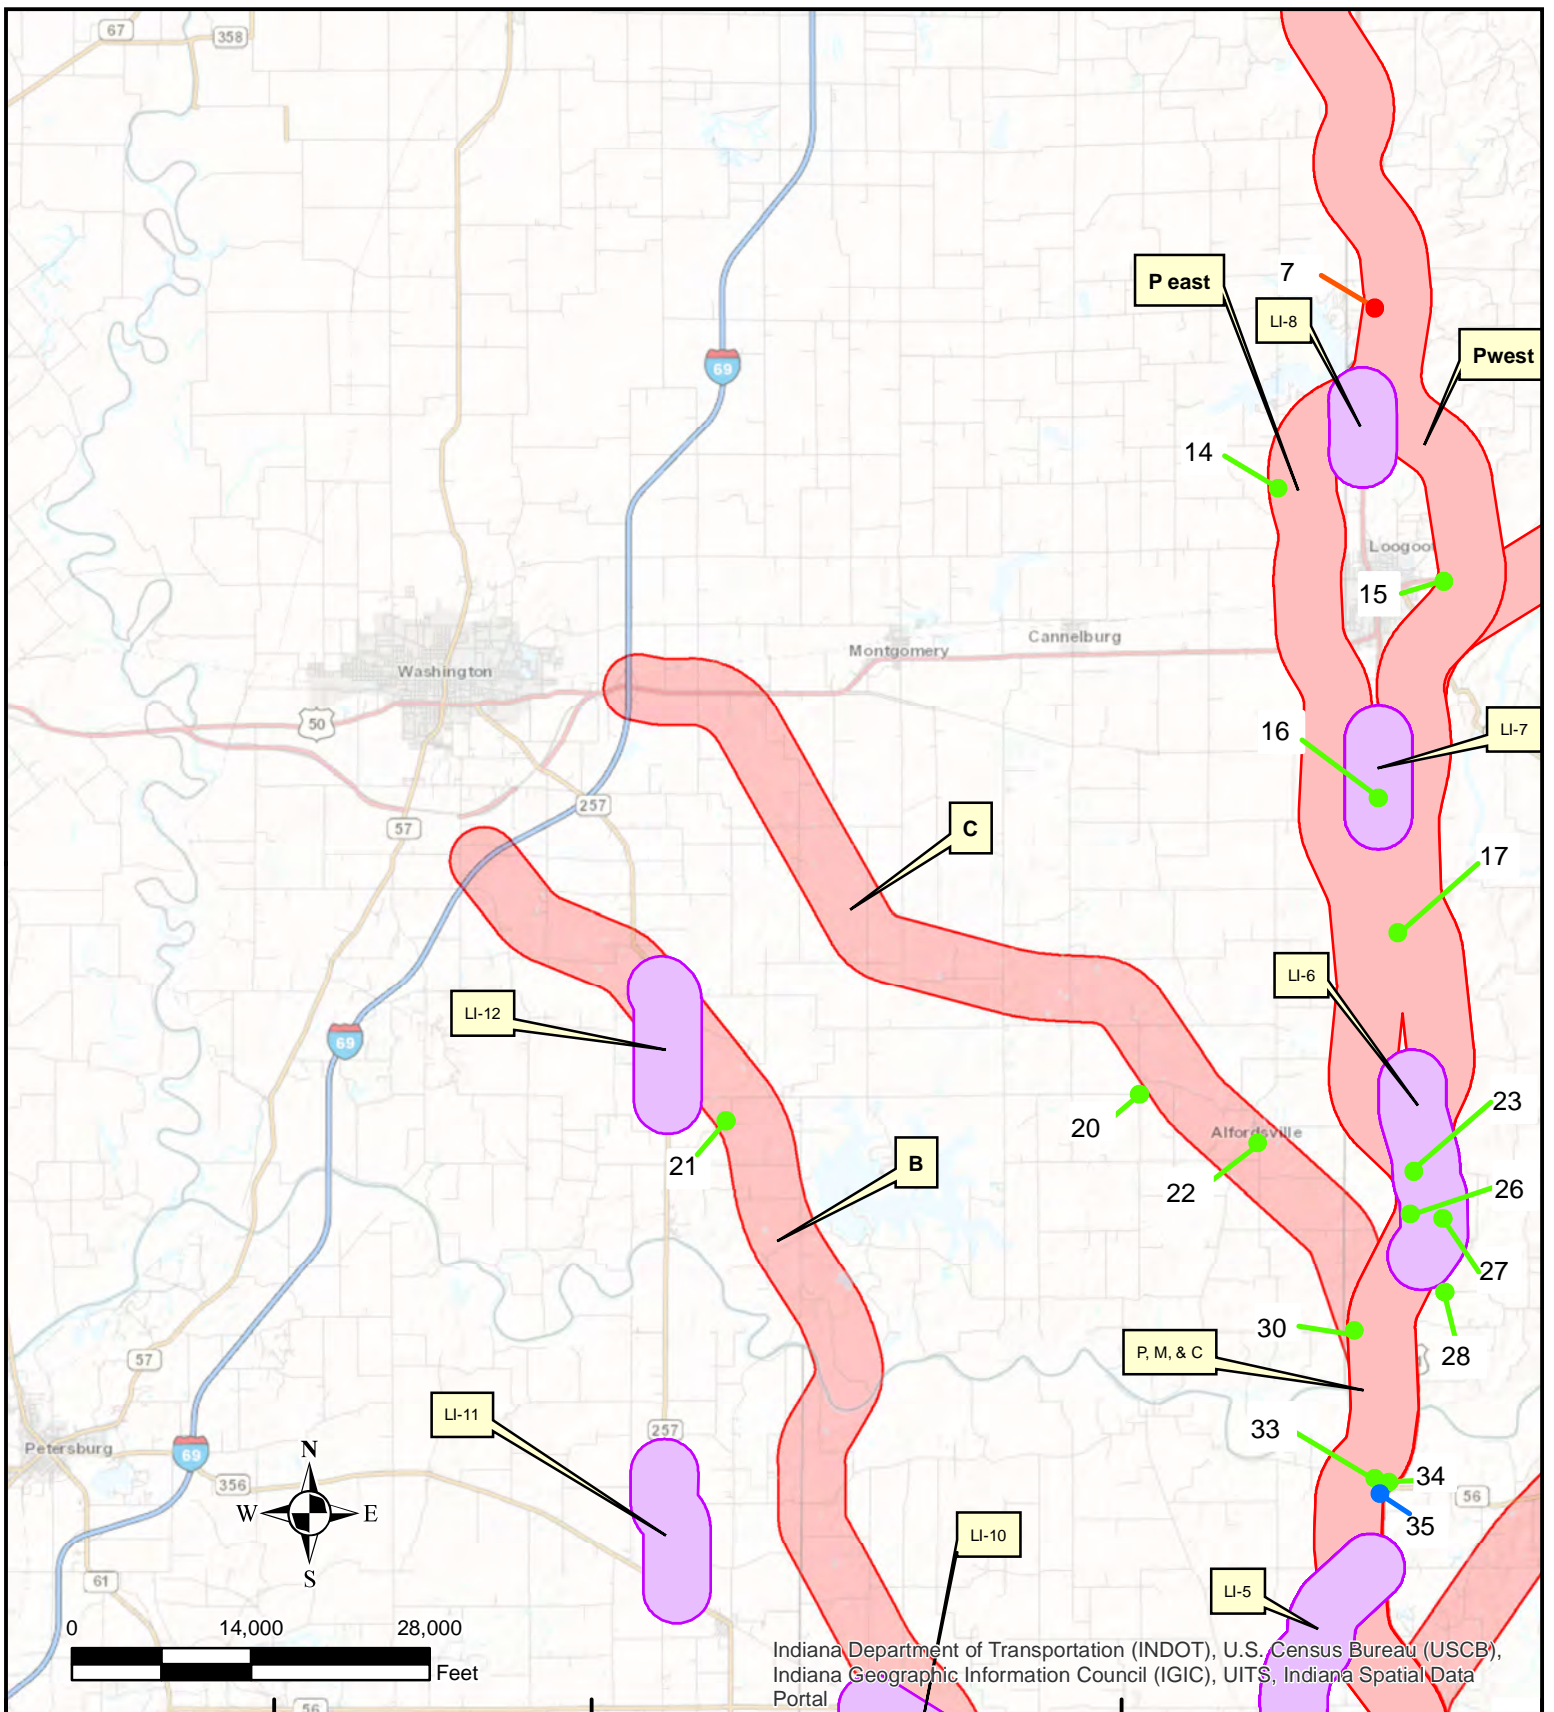 67
358
7
P east
LI-8
Pwest
69
14
Loogoo
15
Cannelburg
Montgomery
Washington
50
16
LI-7
257
57
C
17
LI-6
LI-12
69
23
20
Alfordsville
21
B
22
26
27
30
28
57
P, M, & C
LI-11
257
33
Petersburg
69
N
34
356
W
E
56
35
LI-10
S
61
LI-5
0
14,000
28,000
Feet
Indiana Department of Transportation (INDOT), U.S. Census Bureau (USCB),
Indiana Geographic Information Council (IGIC), UITS, Indiana Spatial Data
Portal
56